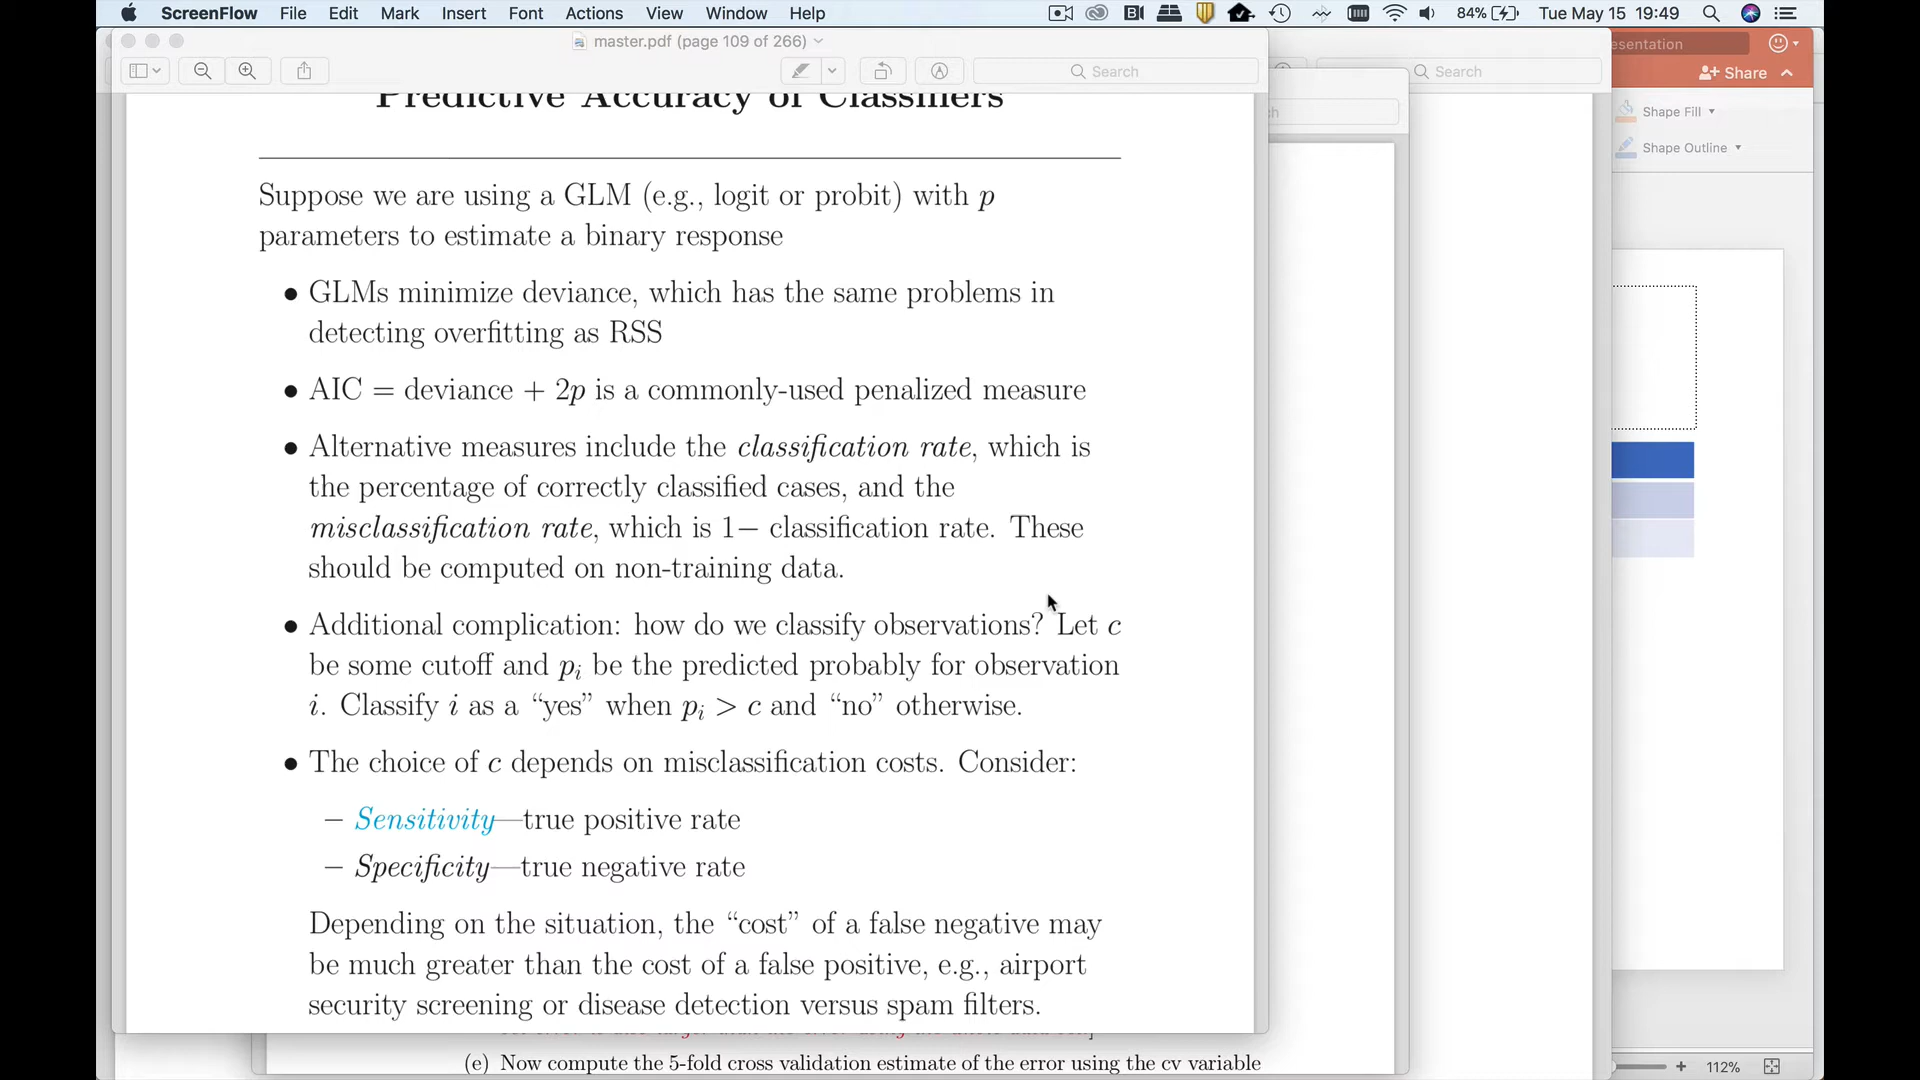 ScreenFlow File Edit Mark Insert Font Actions View Window Help 84% Tue May 15 19:49
master.pdf (page 109 of 266)
Search
Search
esentation
Share
ch
Shape Fill
Shape Outline
Predictive Accuracy of Classifiers
Suppose we are using a GLM (e.g., logit or probit) with p
parameters to estimate a binary response
• GLMs minimize deviance, which has the same problems in
detecting overfitting as RSS
• AIC = deviance + 2p is a commonly-used penalized measure
• Alternative measures include the classification rate, which is
the percentage of correctly classified cases, and the
misclassification rate, which is 1− classification rate. These
should be computed on non-training data.
• Additional complication: how do we classify observations? Let c
be some cutoff and pᵢ be the predicted probably for observation
i. Classify i as a “yes” when pᵢ > c and “no” otherwise.
• The choice of c depends on misclassification costs. Consider:
– Sensitivity—true positive rate
– Specificity—true negative rate
Depending on the situation, the “cost” of a false negative may
be much greater than the cost of a false positive, e.g., airport
security screening or disease detection versus spam filters.
(e) Now compute the 5-fold cross validation estimate of the error using the cv variable
112%